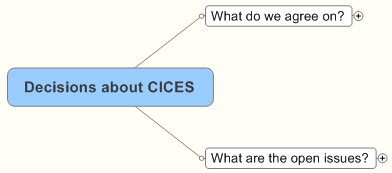 What do we agree on?
Decisions about CICES
What are the open issues?